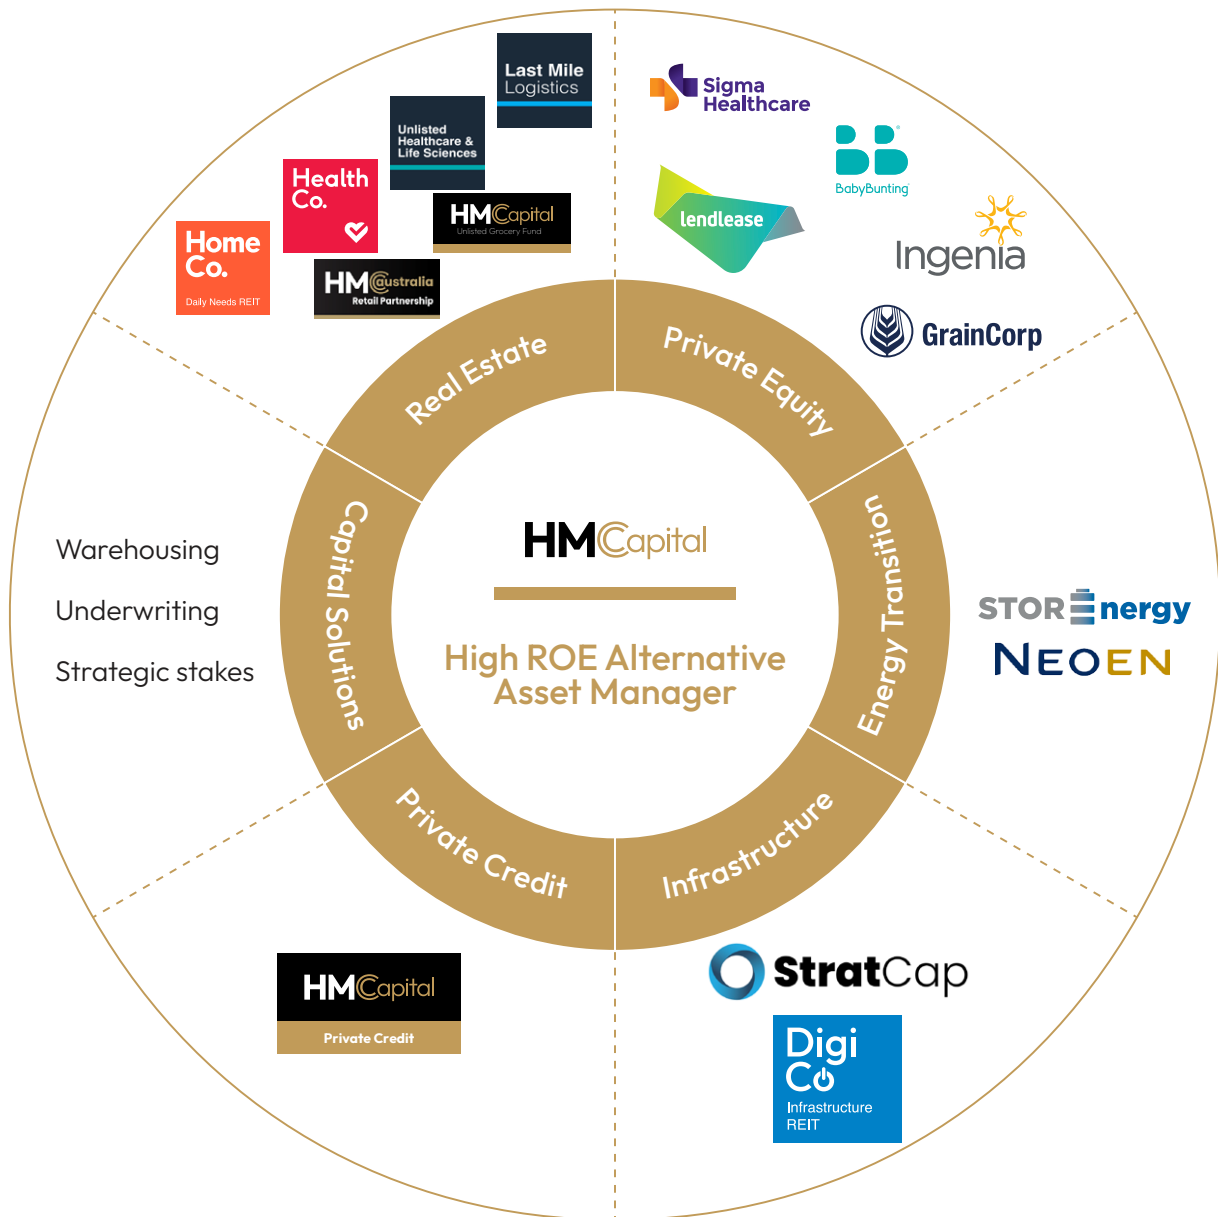 Last Mile
Logistics
Unlisted
Healthcare &
Life Sciences
Health
Co.
HMCapital
Unlisted Grocery Fund
Home
Co.
Daily Needs REIT
HMCaustralia
Retail Partnership
Sigma
Healthcare
BB
BabyBunting
lendlease
Ingenia
GrainCorp
Real Estate
Private Equity
Capital Solutions
Energy Transition
Warehousing
Underwriting
Strategic stakes
HMCapital
High ROE Alternative
Asset Manager
STOREnergy
NEOEN
Private Credit
Infrastructure
HMCapital
Private Credit
StratCap
Digi
Co
Infrastructure
REIT